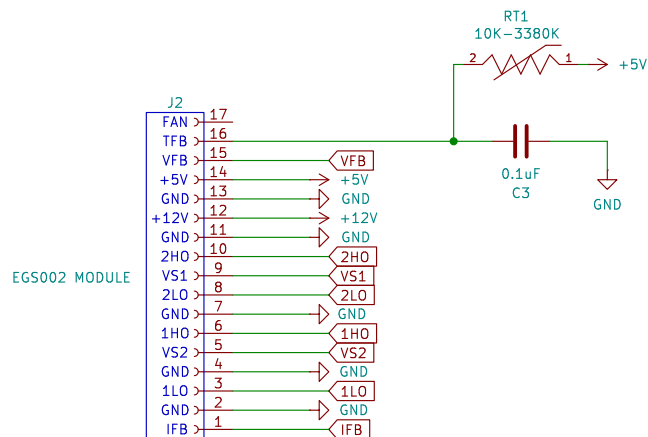 RT1
10K-3380K
2
1
+5V
J2
FAN 17
TFB 16
VFB 15 VFB
+5V 14 +5V
GND 13 GND
+12V 12 +12V
GND 11 GND
2HO 10 2HO
VS1 9 VS1
2LO 8 2LO
GND 7 GND
1HO 6 1HO
VS2 5 VS2
GND 4 GND
1LO 3 1LO
GND 2 GND
IFB 1 IFB
0.1uF
C3
GND
EGS002 MODULE